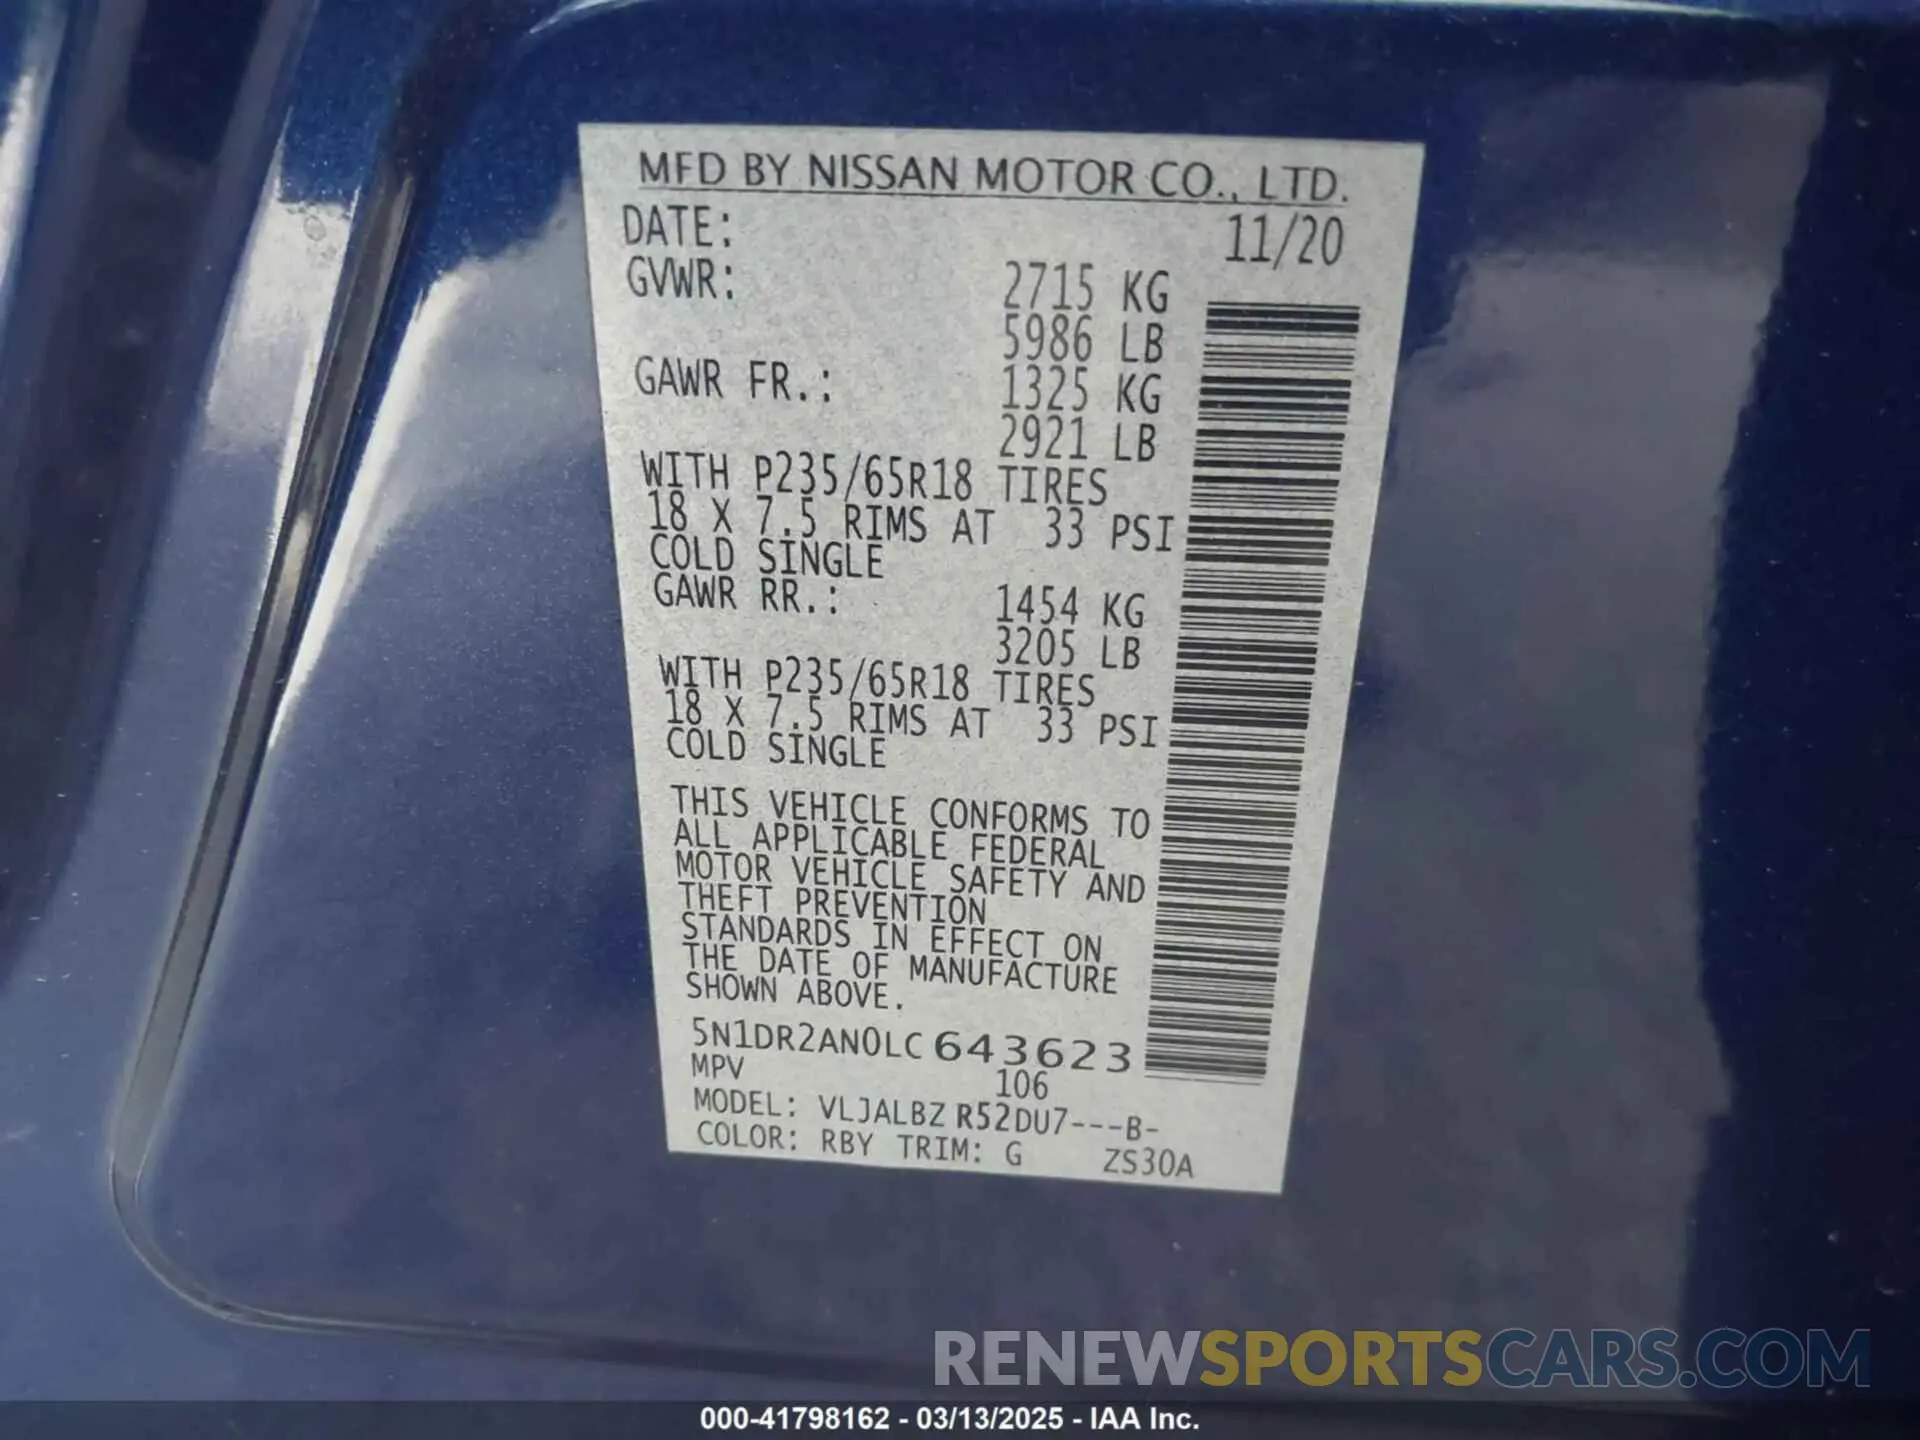 MFD BY NISSAN MOTOR CO., LTD.
DATE: 11/20
GVWR: 2715 KG
5986 LB
GAWR FR.: 1325 KG
2921 LB
WITH P235/65R18 TIRES
18 X 7.5 RIMS AT 33 PSI
COLD SINGLE
GAWR RR.: 1454 KG
3205 LB
WITH P235/65R18 TIRES
18 X 7.5 RIMS AT 33 PSI
COLD SINGLE
THIS VEHICLE CONFORMS TO
ALL APPLICABLE FEDERAL
MOTOR VEHICLE SAFETY AND
THEFT PREVENTION
STANDARDS IN EFFECT ON
THE DATE OF MANUFACTURE
SHOWN ABOVE.
5N1DR2AN0LC643623
MPV 106
MODEL: VLJALBZ R52DU7---B-
COLOR: RBY TRIM: G ZS30A
RENEWSPORTSCARS.COM
000-41798162 - 03/13/2025 - IAA Inc.